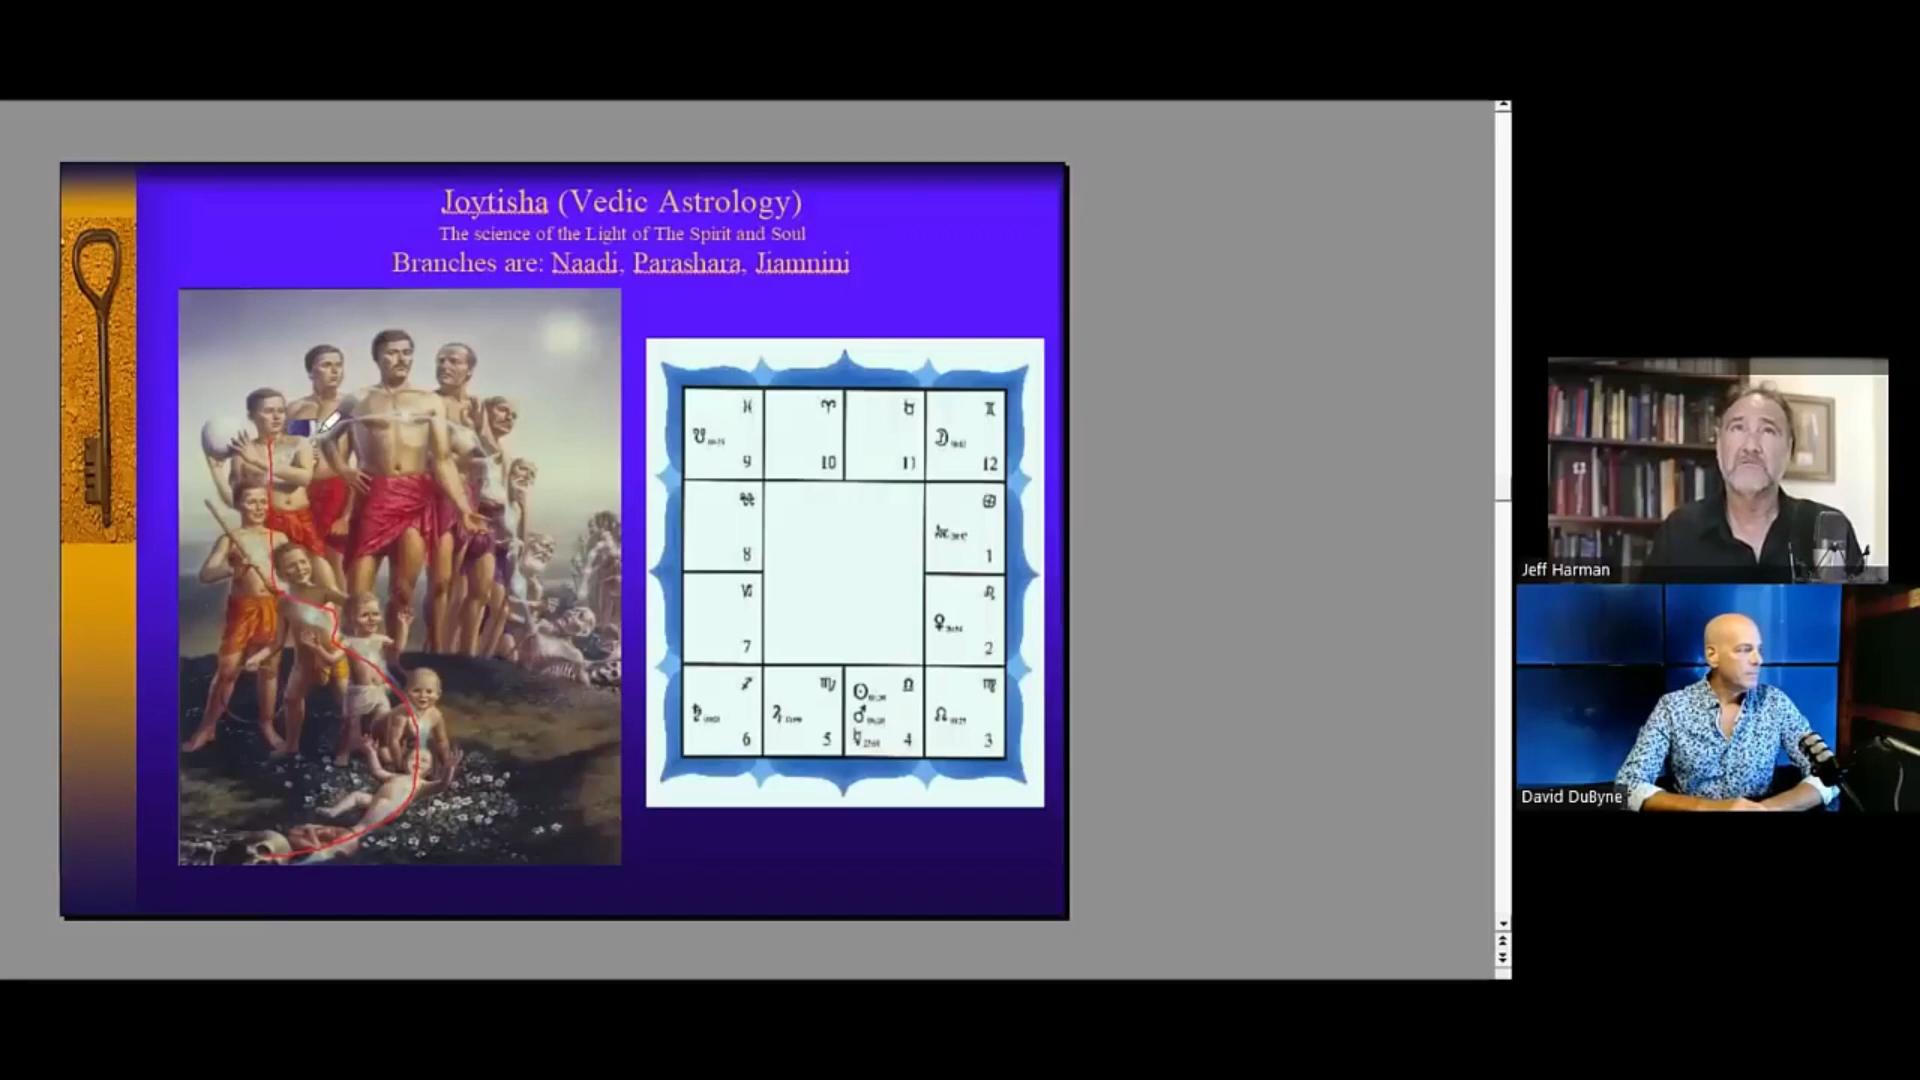 Joytisha (Vedic Astrology)
The science of the Light of The Spirit and Soul
Branches are: Naadi, Parashara, Jiamnini
9
10
11
12
8
1
7
2
6
5
4
3
Jeff Harman
David DuByne